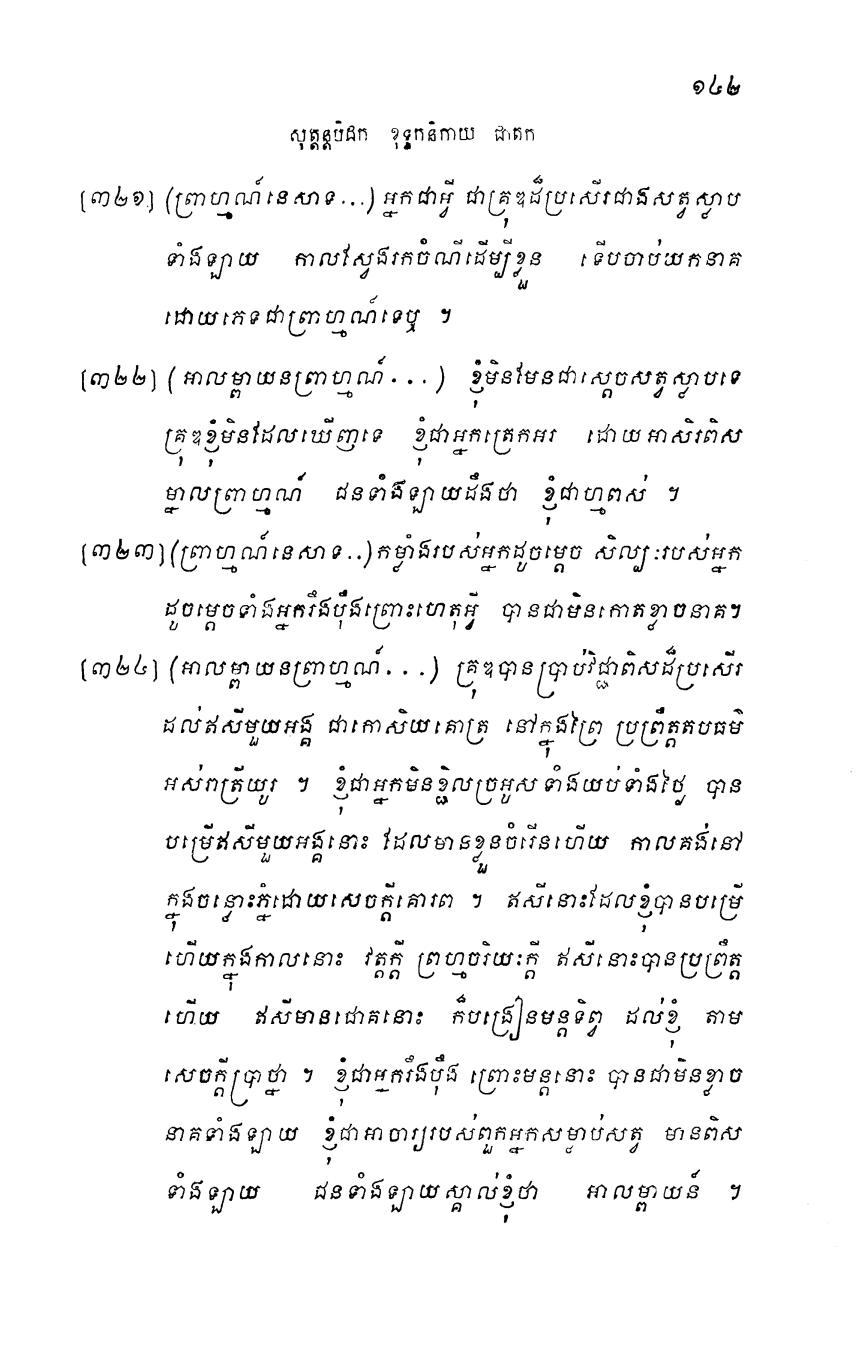 ១៤២
សុត្តន្តបិដក ខុទ្ទកនិកាយ ជាតក
[៣២១] (ព្រាហ្មណ៍នេសាទ...) អ្នកជាអ្វី ជាគ្រុឌដ៏ប្រសើរជាងសត្វស្លាប
ទាំងឡាយ កាលស្វែងរកចំណីដើម្បីខ្លួន ទើបចាប់យកនាគ
ដោយភេទជាព្រាហ្មណ៍ទេឬ ។
[៣២២] (អាលម្ពាយនព្រាហ្មណ៍...) ខ្ញុំមិនមែនជាស្តេចសត្វស្លាបទេ
គ្រុឌខ្ញុំមិនដែលឃើញទេ ខ្ញុំជាអ្នកត្រេកអរ ដោយអាសិរពិស
ម្នាលព្រាហ្មណ៍ ជនទាំងឡាយដឹងថា ខ្ញុំជាហ្មពស់ ។
[៣២៣] (ព្រាហ្មណ៍នេសាទ..) កម្លាំងរបស់អ្នកដូចម្តេច សិល្បៈរបស់អ្នក
ដូចម្តេចទាំងអ្នករឹងប៉ឹងព្រោះហេតុអ្វី បានជាមិនកោតខ្លាចនាគ។
[៣២៤] (អាលម្ពាយនព្រាហ្មណ៍...) គ្រុឌបានប្រាប់វិជ្ជាពិសដ៏ប្រសើរ
ដល់ឥសីមួយអង្គ ជាកោសិយគោត្រ នៅក្នុងព្រៃ ប្រព្រឹត្តតបធម៌
អស់រាត្រីយូរ ។ ខ្ញុំជាអ្នកមិនខ្ជិលច្រអូស ទាំងយប់ទាំងថ្ងៃ បាន
បម្រើឥសីមួយអង្គនោះ ដែលមានខ្លួនចំរើនហើយ កាលគង់នៅ
ក្នុងចន្លោះភ្នំដោយសេចក្តីគោរព ។ ឥសីនោះដែលខ្ញុំបានបម្រើ
ហើយក្នុងកាលនោះ វត្តក្តី ព្រហ្មចរិយៈក្តី ឥសីនោះបានប្រព្រឹត្ត
ហើយ ឥសីមានជោគនោះ ក៏បង្រៀនមន្តទិព្វ ដល់ខ្ញុំ តាម
សេចក្តីប្រាថ្នា ។ ខ្ញុំជាអ្នករឹងប៉ឹង ព្រោះមន្តនោះ បានជាមិនខ្លាច
នាគទាំងឡាយ ខ្ញុំជាអាចារ្យរបស់ពួកអ្នកសម្លាប់សត្វ មានពិស
ទាំងឡាយ ជនទាំងឡាយស្គាល់ខ្ញុំថា អាលម្ពាយន៍ ។